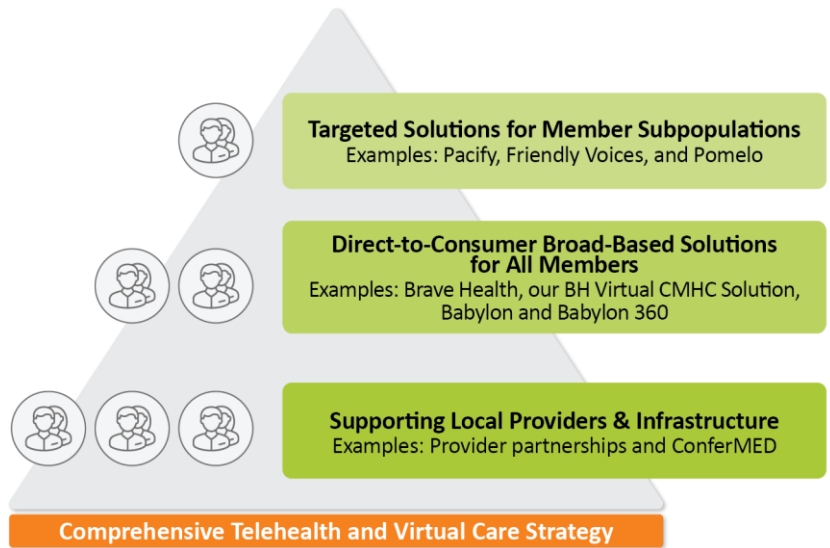 Targeted Solutions for Member Subpopulations
Examples: Pacify, Friendly Voices, and Pomelo
Direct-to-Consumer Broad-Based Solutions
for All Members
Examples: Brave Health, our BH Virtual CMHC Solution,
Babylon and Babylon 360
Supporting Local Providers & Infrastructure
Examples: Provider partnerships and ConferMED
Comprehensive Telehealth and Virtual Care Strategy